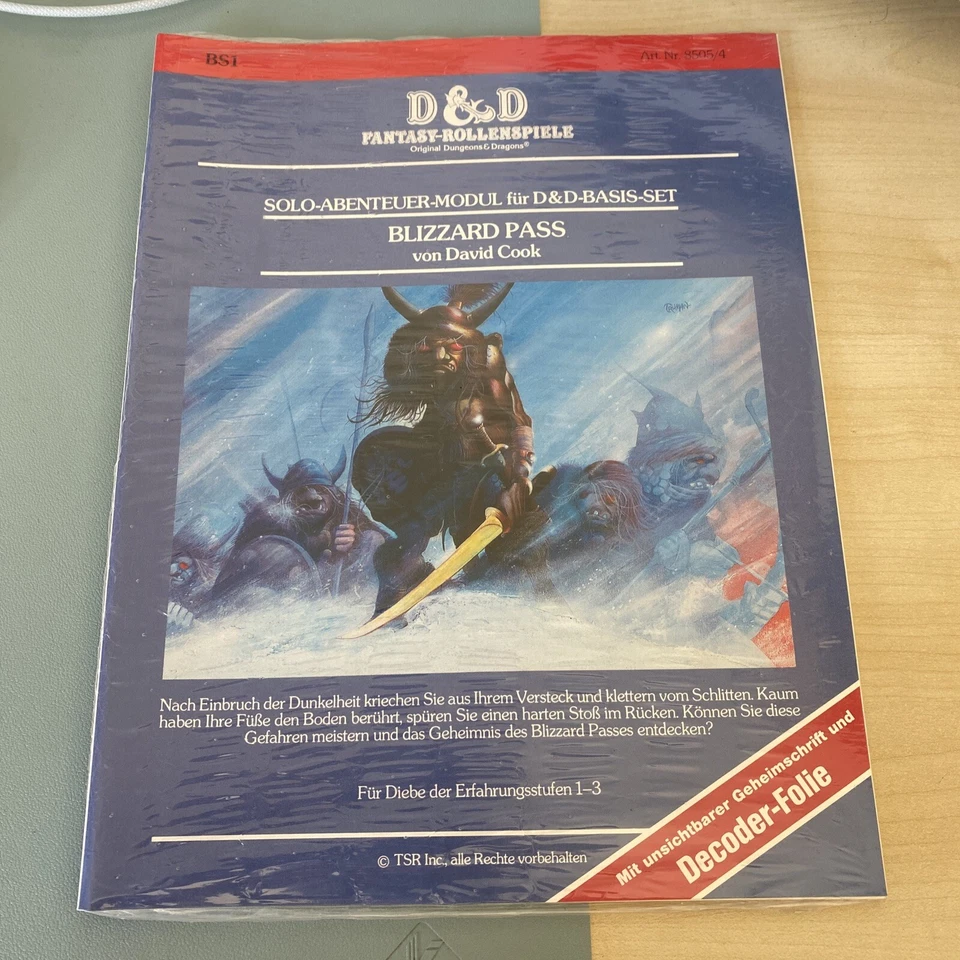 BS1
Art. Nr. 8505/4
D&D
FANTASY-ROLLENSPIELE
Original Dungeons & Dragons®
SOLO-ABENTEUER-MODUL für D&D-BASIS-SET
BLIZZARD PASS
von David Cook
Nach Einbruch der Dunkelheit kriechen Sie aus Ihrem Versteck und klettern vom Schlitten. Kaum
haben Ihre Füße den Boden berührt, spüren Sie einen harten Stoß im Rücken. Können Sie diese
Gefahren meistern und das Geheimnis des Blizzard Passes entdecken?
Für Diebe der Erfahrungsstufen 1–3
© TSR Inc., alle Rechte vorbehalten
Mit unsichtbarer Geheimschrift und
Decoder-Folie